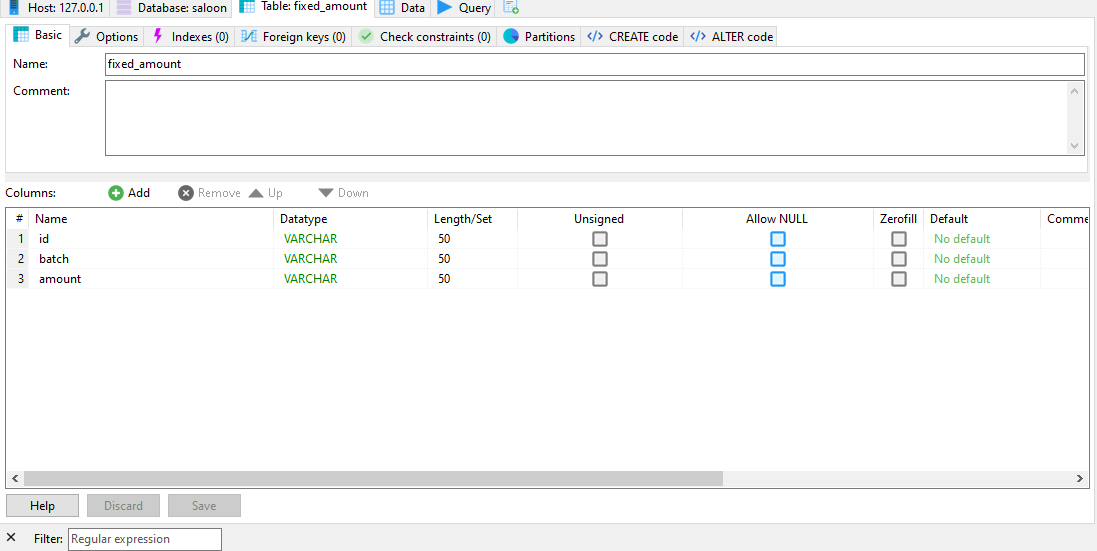 Host: 127.0.0.1 Database: saloon Table: fixed_amount Data Query
Basic Options Indexes (0) Foreign keys (0) Check constraints (0) Partitions CREATE code ALTER code
Name: fixed_amount
Comment:
Columns: Add Remove Up Down
# Name Datatype Length/Set Unsigned Allow NULL Zerofill Default Comme
1 id VARCHAR 50 No default
2 batch VARCHAR 50 No default
3 amount VARCHAR 50 No default
Help Discard Save
Filter: Regular expression